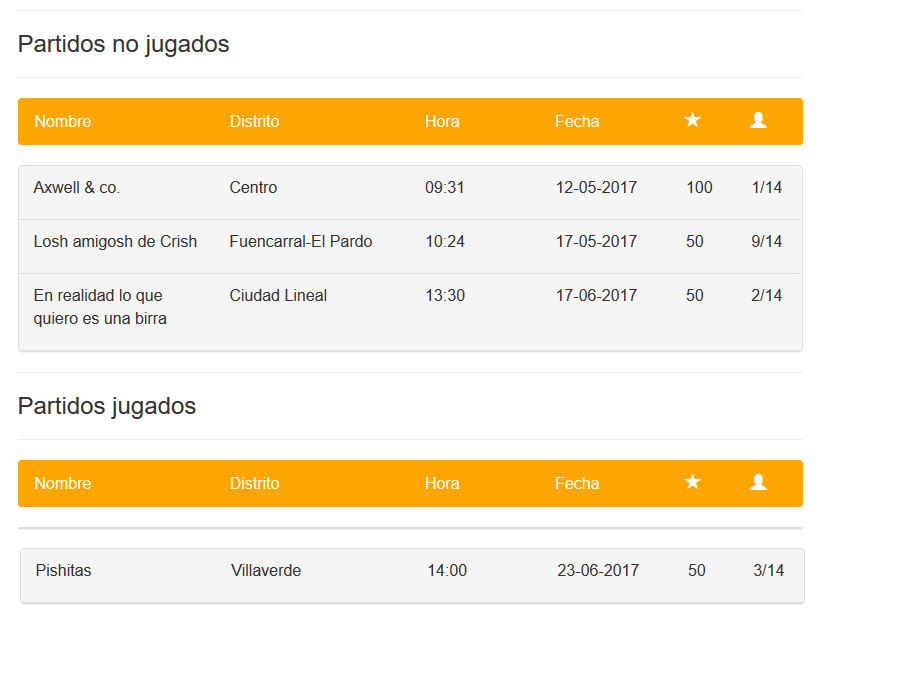 Partidos no jugados
Nombre Distrito Hora Fecha
Axwell & co. Centro 09:31 12-05-2017 100 1/14
Losh amigosh de Crish Fuencarral-El Pardo 10:24 17-05-2017 50 9/14
En realidad lo que Ciudad Lineal 13:30 17-06-2017 50 2/14
quiero es una birra
Partidos jugados
Nombre Distrito Hora Fecha
Pishitas Villaverde 14:00 23-06-2017 50 3/14